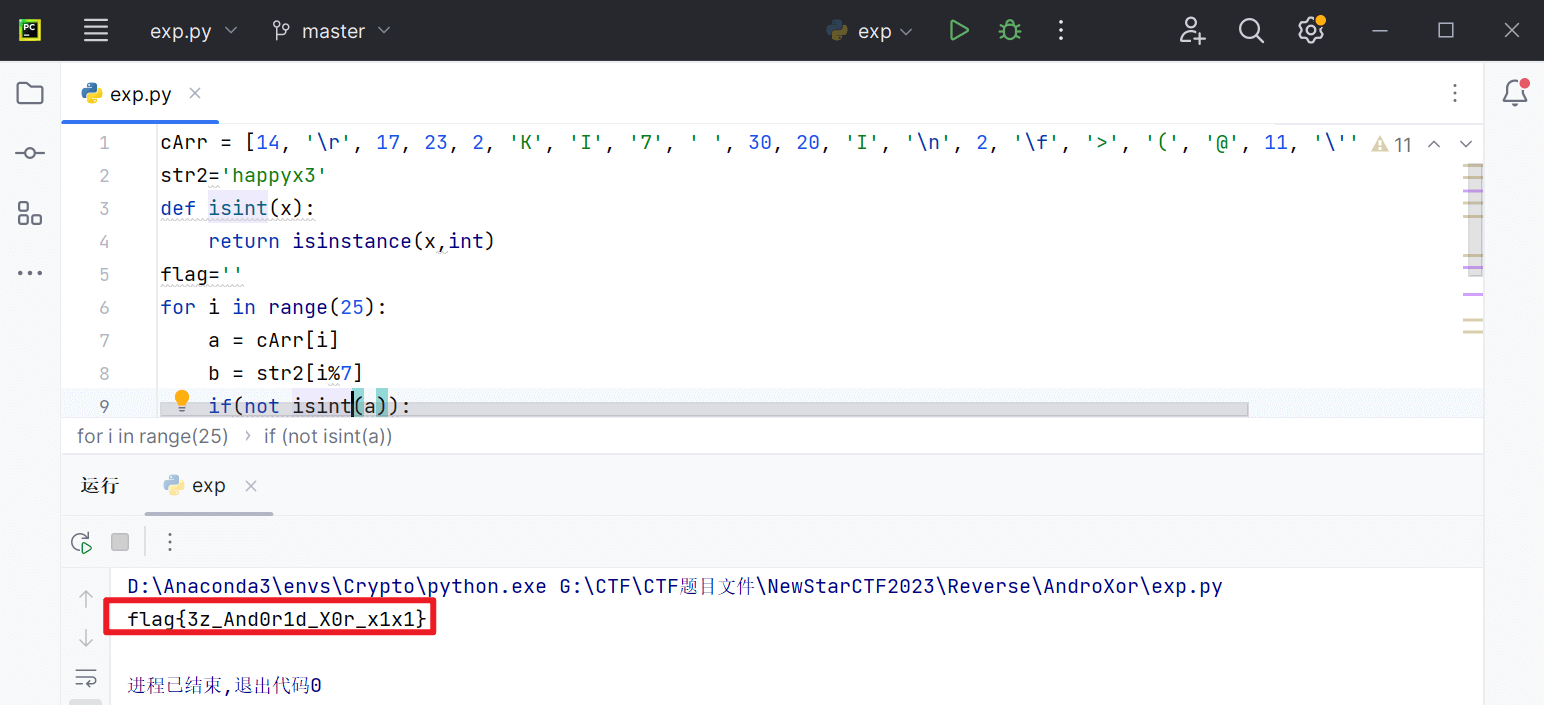 PC
exp.py
master
exp
exp.py
1 cArr = [14, '\r', 17, 23, 2, 'K', 'I', '7', ' ', 30, 20, 'I', '\n', 2, '\f', '>', '(', '@', 11, '\''
11
2 str2='happyx3'
3 def isint(x):
4 return isinstance(x,int)
5 flag=''
6 for i in range(25):
7 a = cArr[i]
8 b = str2[i%7]
9 if(not isint(a)):
for i in range(25) › if (not isint(a))
运行
exp
D:\Anaconda3\envs\Crypto\python.exe G:\CTF\CTF题目文件\NewStarCTF2023\Reverse\AndroXor\exp.py
flag{3z_And0r1d_X0r_x1x1}
进程已结束,退出代码0